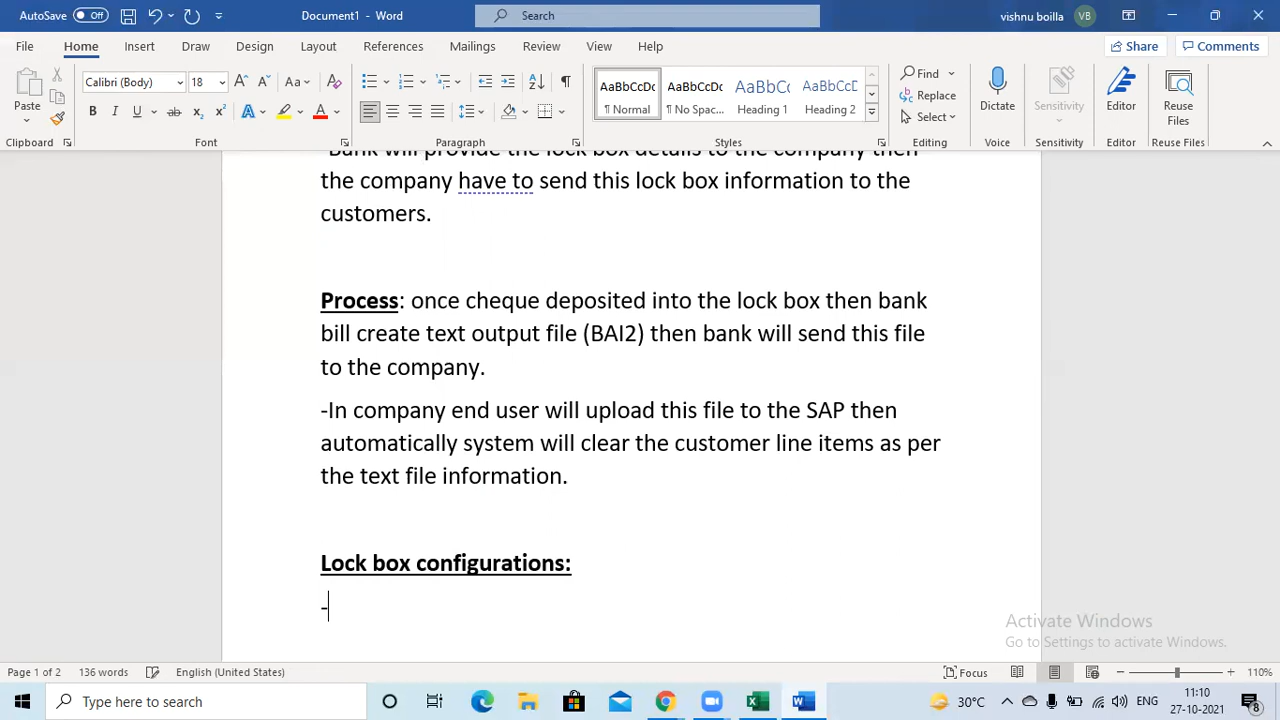 AutoSave Off Document1 - Word Search vishnu boilla VB
File Home Insert Draw Design Layout References Mailings Review View Help Share Comments
Calibri (Body) 18 Aa AaBbCcDc AaBbCcDc AaBbCcD AaBbCcD Find
Paste ¶ Normal ¶ No Spac... Heading 1 Heading 2 Replace Dictate Sensitivity Editor Reuse Files
B I U ab x₂ x² A A Select
Clipboard Font Paragraph Styles Editing Voice Sensitivity Editor Reuse Files
-Bank will provide the lock box details to the company then
the company have to send this lock box information to the
customers.
Process: once cheque deposited into the lock box then bank
bill create text output file (BAI2) then bank will send this file
to the company.
-In company end user will upload this file to the SAP then
automatically system will clear the customer line items as per
the text file information.
Lock box configurations:
-
Activate Windows
Go to Settings to activate Windows.
Page 1 of 2 136 words English (United States) Focus 110%
Type here to search 30°C ENG 11:10
27-10-2021 8